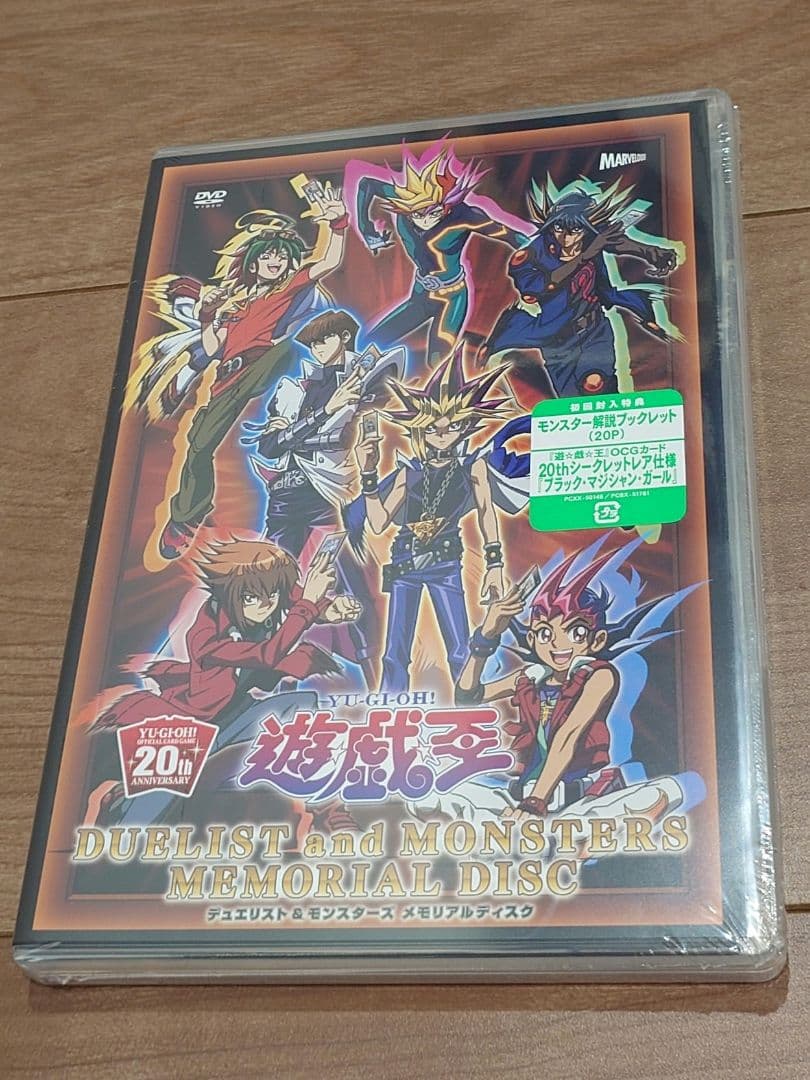 DVD
VIDEO
MARVELOUS
初回封入特典
モンスター解説ブックレット
(20P)
『遊☆戯☆王』OCGカード
20thシークレットレア仕様
『ブラック・マジシャン・ガール』
PCXX-50148/PCBX-51781
YU-GI-OH!
遊戯王
YU-GI-OH!
OFFICIAL CARD GAME
20th
ANNIVERSARY
DUELIST and MONSTERS
MEMORIAL DISC
デュエリスト&モンスターズ メモリアルディスク